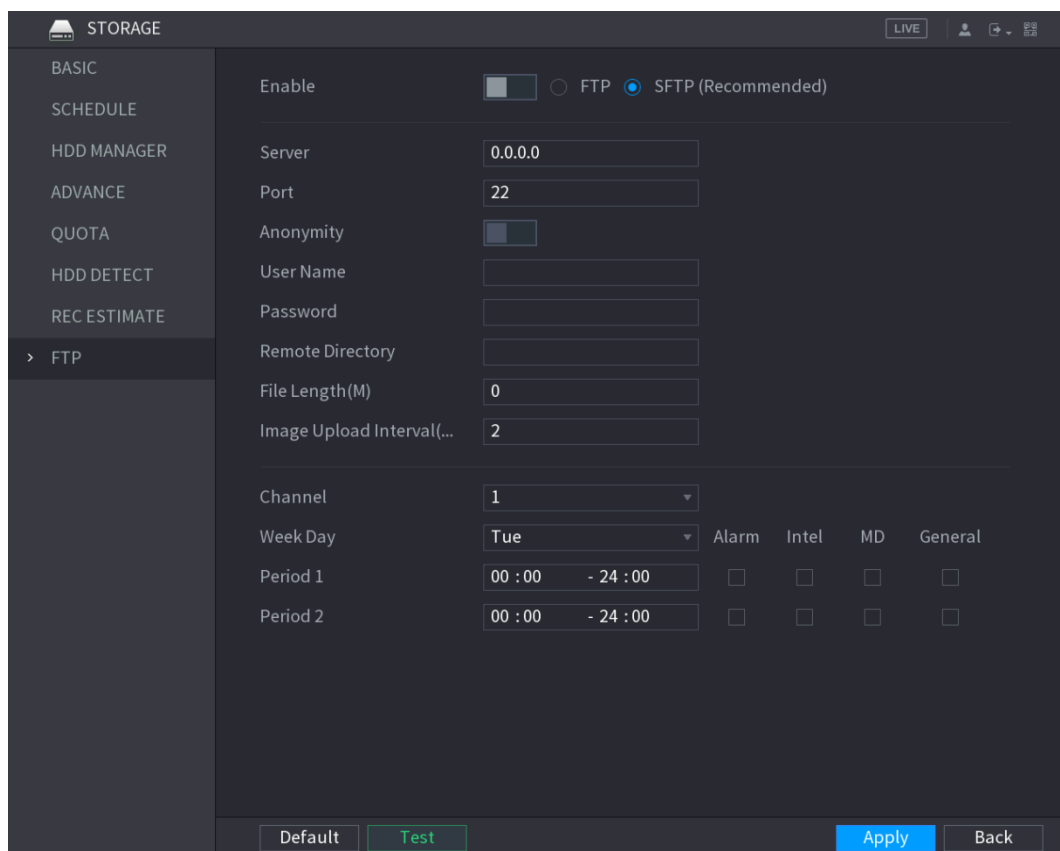 STORAGE LIVE
BASIC
SCHEDULE
HDD MANAGER
ADVANCE
QUOTA
HDD DETECT
REC ESTIMATE
> FTP
Enable FTP SFTP (Recommended)
Server 0.0.0.0
Port 22
Anonymity
User Name
Password
Remote Directory
File Length(M) 0
Image Upload Interval(... 2
Channel 1
Week Day Tue Alarm Intel MD General
Period 1 00 :00 - 24 :00
Period 2 00 :00 - 24 :00
Default Test Apply Back